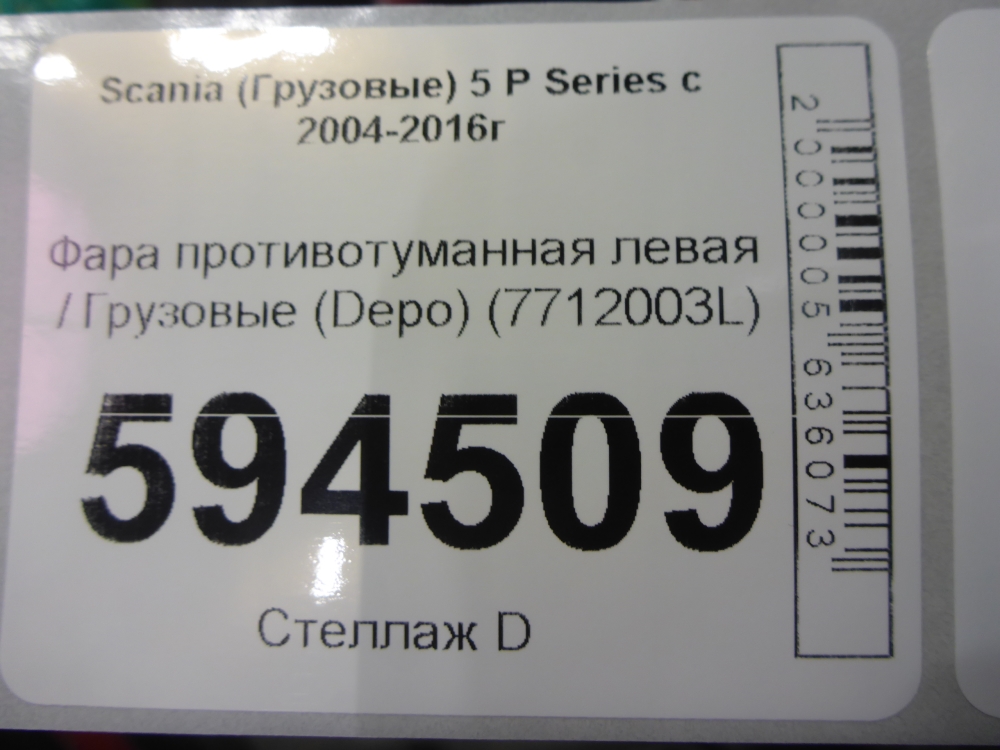 Scania (Грузовые) 5 P Series с
2004-2016г
Фара противотуманная левая
/ Грузовые (Depo) (7712003L)
594509
Стеллаж D
2000005636073